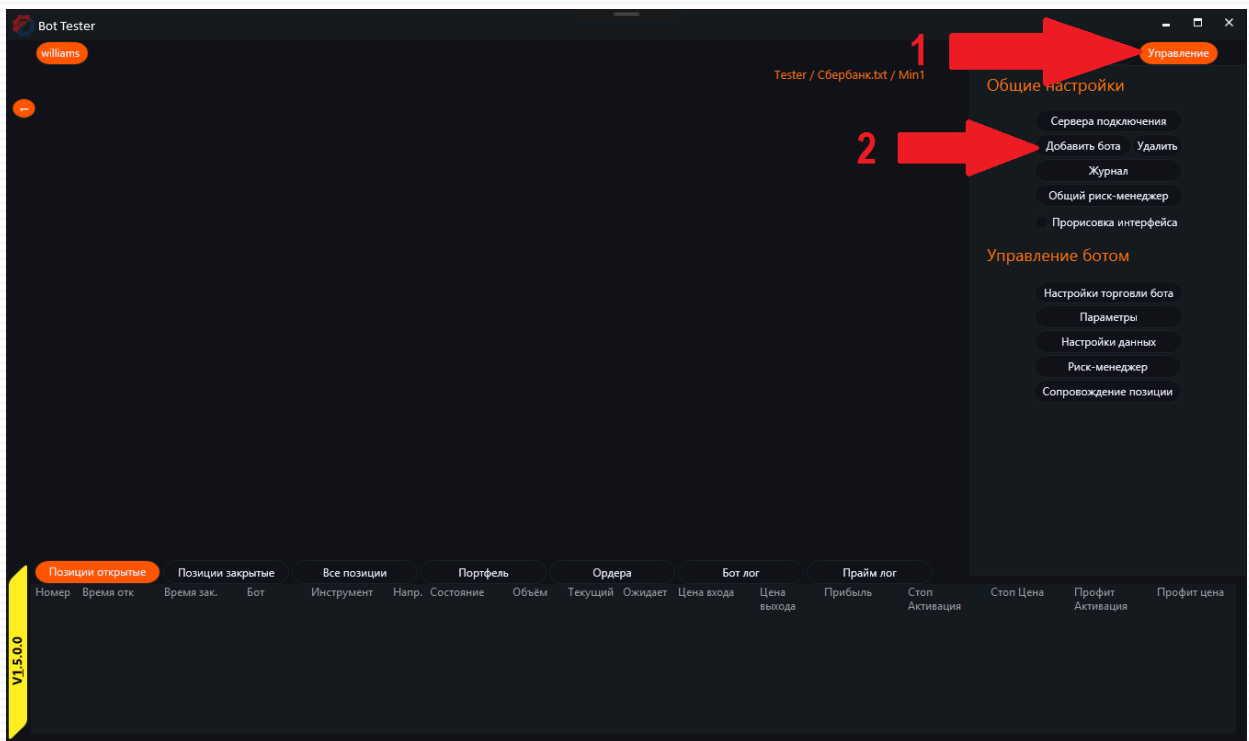 Bot Tester
williams
1
Управление
Tester / Сбербанк.txt / Min1
Общие настройки
1
Сервера подключения
2
Добавить бота Удалить
Журнал
Общий риск-менеджер
Прорисовка интерфейса
Управление ботом
Настройки торговли бота
Параметры
Настройки данных
Риск-менеджер
Сопровождение позиции
Позиции открытые Позиции закрытые Все позиции Портфель Ордера Бот лог Прайм лог
Номер Время отк Время зак. Бот Инструмент Напр. Состояние Объём Текущий Ожидает Цена входа Цена выхода Прибыль Стоп Активация Стоп Цена Профит Активация Профит цена
V1.5.0.0